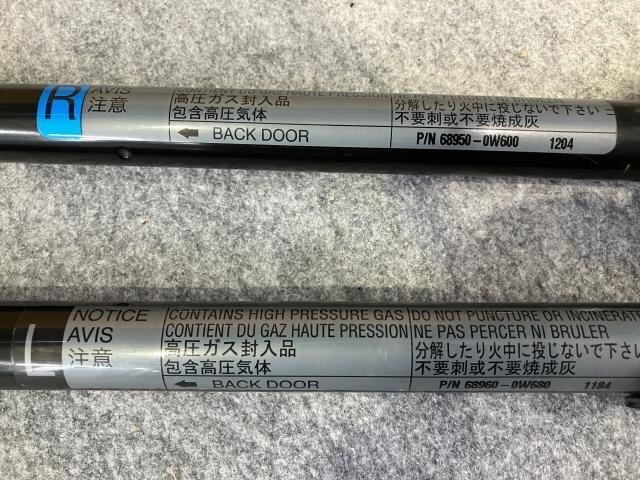 R
AVIS
注意
CONTIENT DU GAZ HAUTE PRESSION
高圧ガス封入品
包含高圧气体
BACK DOOR
分解したり火中に投じないで下さい
不要刺或不要焼成灰
P/N 68950-0W600 1204
L
NOTICE
AVIS
注意
CONTAINS HIGH PRESSURE GAS
CONTIENT DU GAZ HAUTE PRESSION
高圧ガス封入品
包含高圧气体
BACK DOOR
DO NOT PUNCTURE OR INCINERATE
NE PAS PERCER NI BRULER
分解したり火中に投じないで下さい
不要刺或不要焼成灰
P/N 68960-0W680 1184